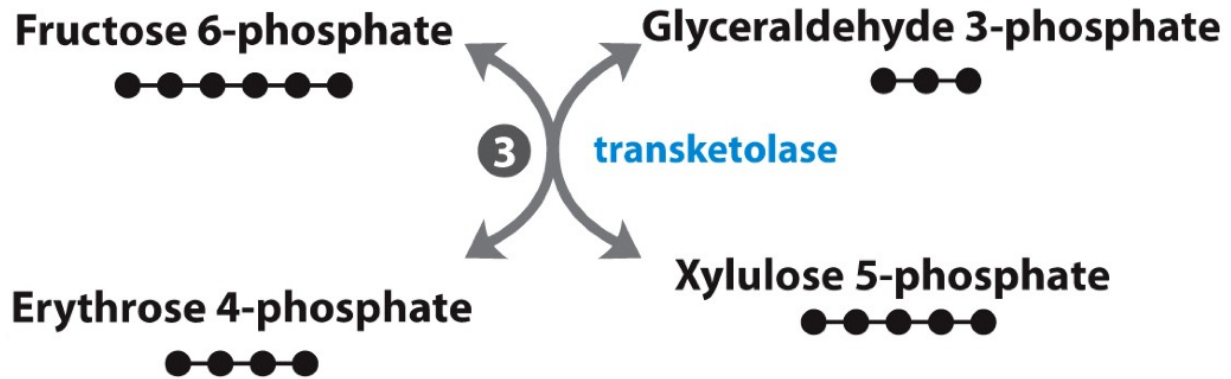 Fructose 6-phosphate
Glyceraldehyde 3-phosphate
3
transketolase
Erythrose 4-phosphate
Xylulose 5-phosphate